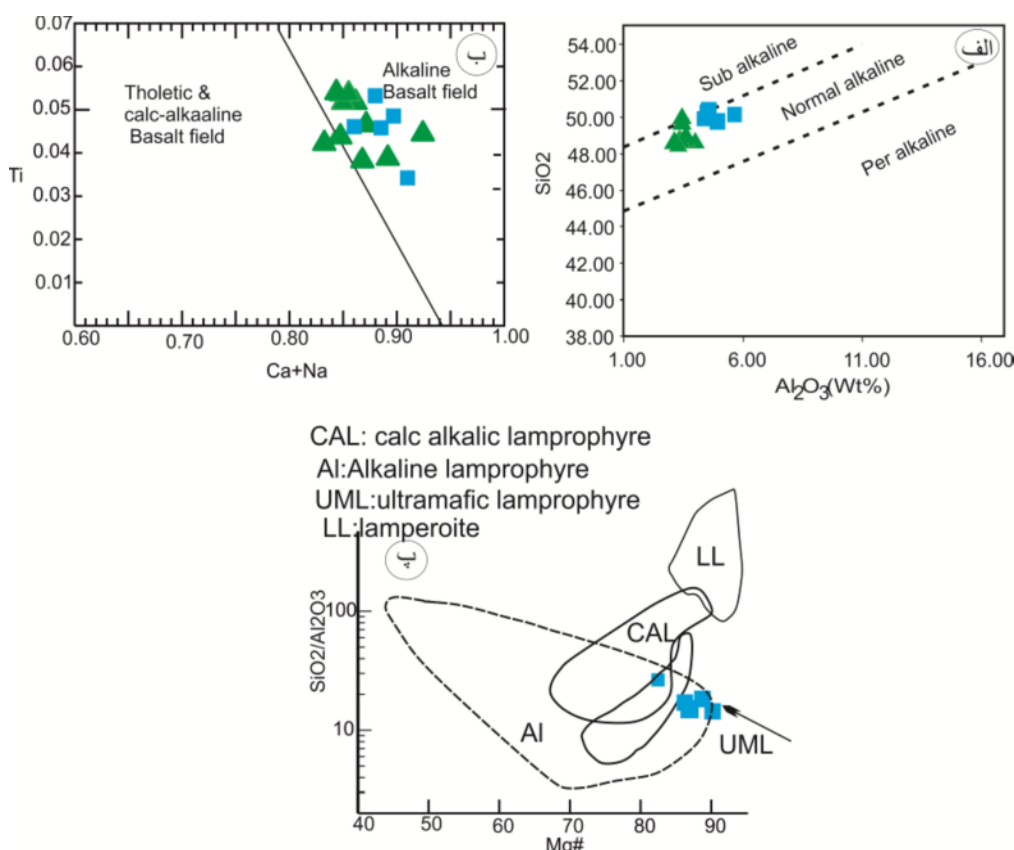 0.07
0.06
0.05
0.04
0.03
0.02
0.01
Ti
Tholetic &
calc-alkaaline
Basalt field
Alkaline
Basalt field
0.60
0.70
0.80
0.90
1.00
Ca+Na
الف
54.00
52.00
50.00
48.00
46.00
44.00
42.00
40.00
38.00
SiO2
Sub alkaline
Normal alkaline
Per alkaline
1.00
6.00
11.00
16.00
Al2O3(Wt%)
CAL: calc alkalic lamprophyre
Al:Alkaline lamprophyre
UML:ultramafic lamprophyre
LL:lamperoite
100
10
SiO2/Al2O3
LL
CAL
Al
UML
40
50
60
70
80
90
Mg#